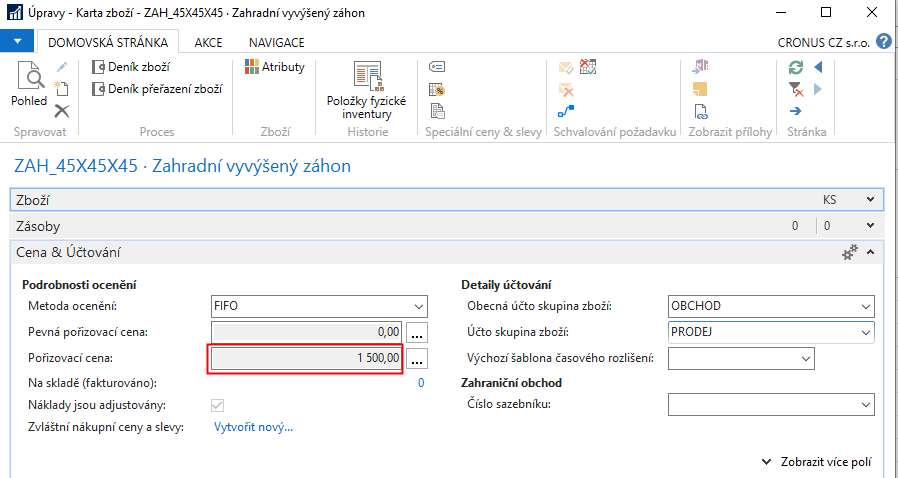 Úpravy - Karta zboží - ZAH_45X45X45 · Zahradní vyvýšený záhon
DOMOVSKÁ STRÁNKA AKCE NAVIGACE CRONUS CZ s.r.o. ?
Pohled
Deník zboží
Deník přeřazení zboží
Atributy
Položky fyzické
inventury
Spravovat Proces Zboží Historie Speciální ceny & slevy Schvalování požadavku Zobrazit přílohy Stránka
ZAH_45X45X45 · Zahradní vyvýšený záhon
Zboží KS
Zásoby 0 0
Cena & Účtování
Podrobnosti ocenění
Metoda ocenění: FIFO
Pevná pořizovací cena: 0,00 ...
Pořizovací cena: 1 500,00 ...
Na skladě (fakturováno): 0
Náklady jsou adjustovány:
Zvláštní nákupní ceny a slevy: Vytvořit nový...
Detaily účtování
Obecná účto skupina zboží: OBCHOD
Účto skupina zboží: PRODEJ
Výchozí šablona časového rozlišení:
Zahraniční obchod
Číslo sazebníku:
Zobrazit více polí